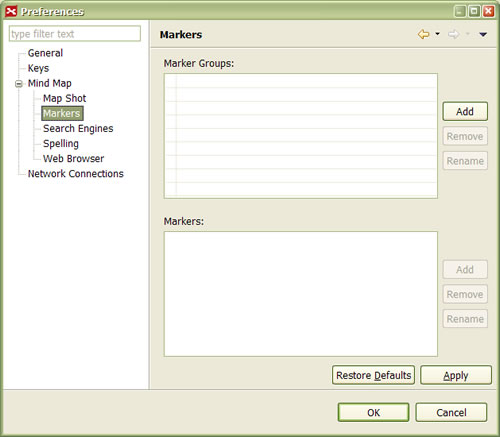 Preferences
type filter text
General
Keys
Mind Map
Map Shot
Markers
Search Engines
Spelling
Web Browser
Network Connections
Markers
Marker Groups:
Add
Remove
Rename
Markers:
Add
Remove
Rename
Restore Defaults
Apply
OK
Cancel